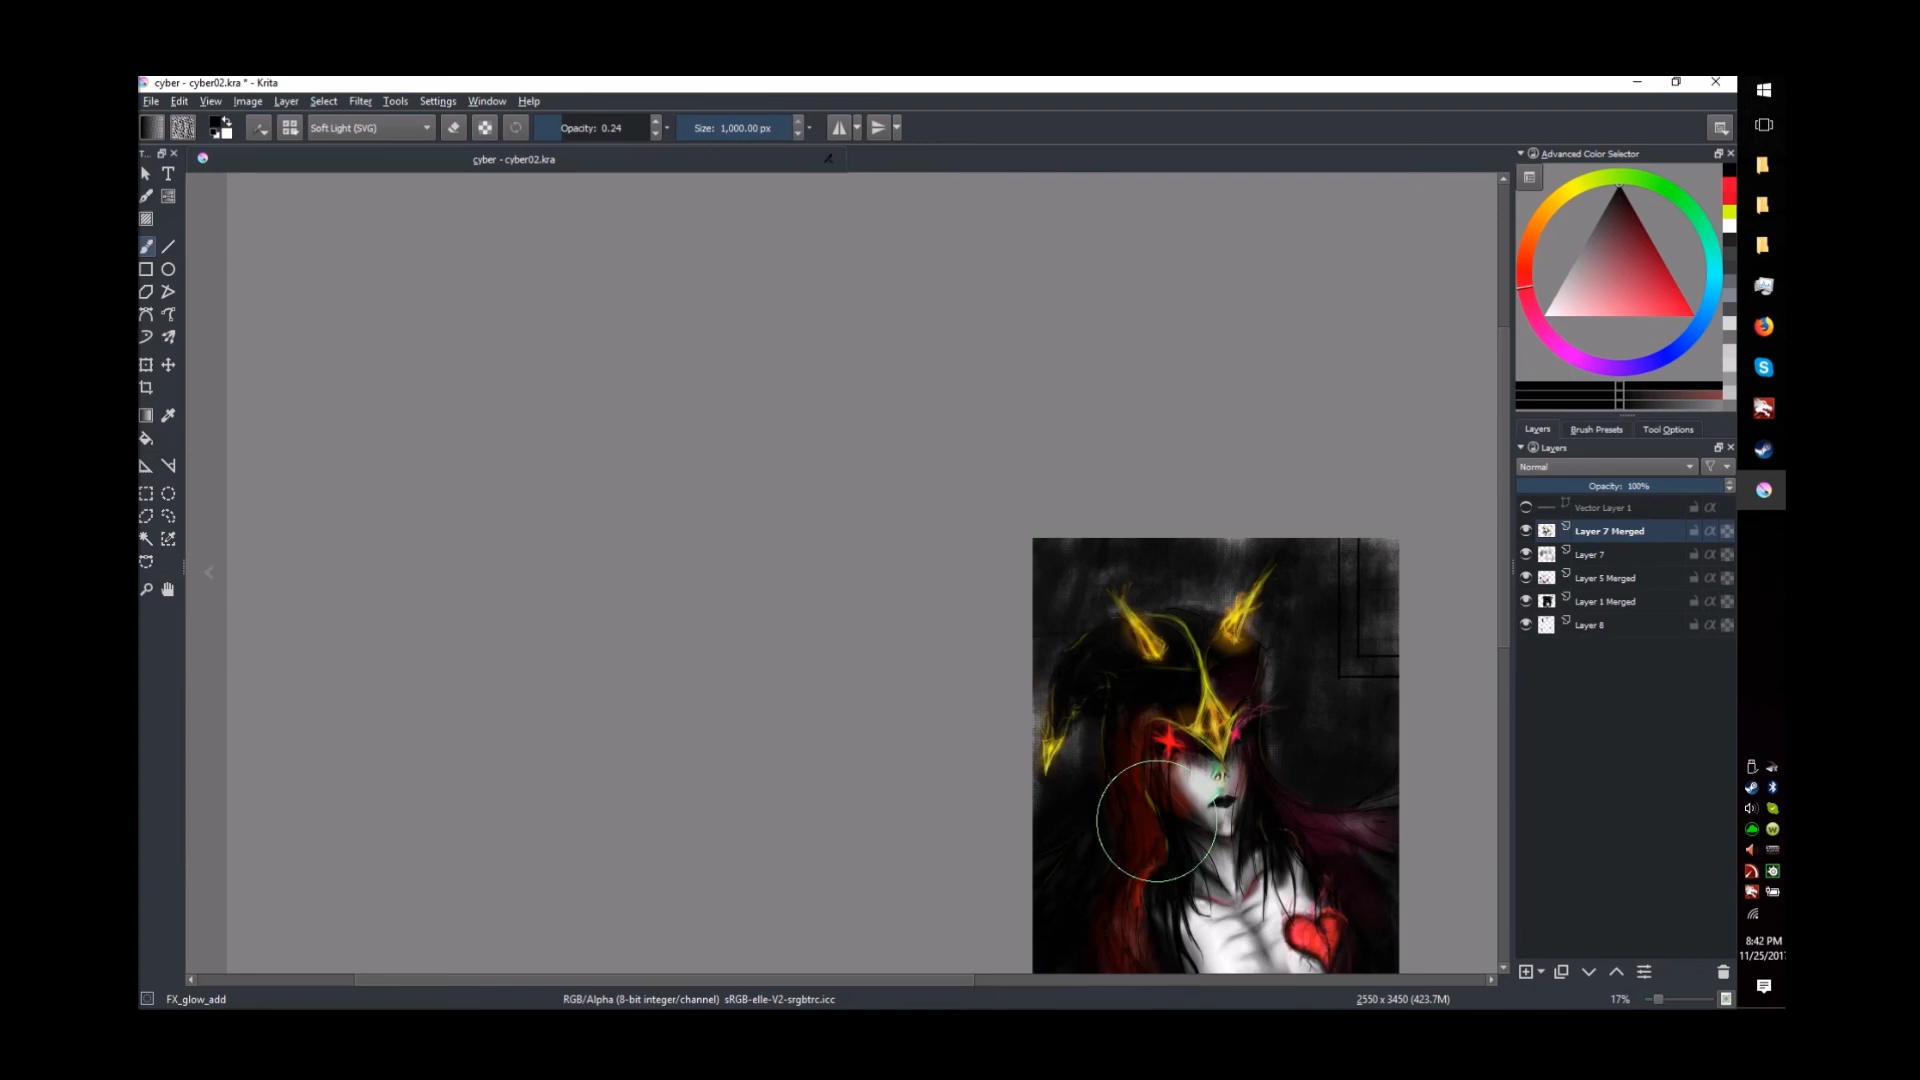 cyber - cyber02.kra * - Krita
File Edit View Image Layer Select Filter Tools Settings Window Help
Soft Light (SVG) Opacity: 0.24 Size: 1,000.00 px
T...
cyber - cyber02.kra
Advanced Color Selector
Layers Brush Presets Tool Options
Layers
Normal
Opacity: 100%
Vector Layer 1
Layer 7 Merged
Layer 7
Layer 5 Merged
Layer 1 Merged
Layer 8
8:42 PM
11/25/201
FX_glow_add RGB/Alpha (8-bit integer/channel) sRGB-elle-V2-srgbtrc.icc 2550 x 3450 (423.7M) 17%